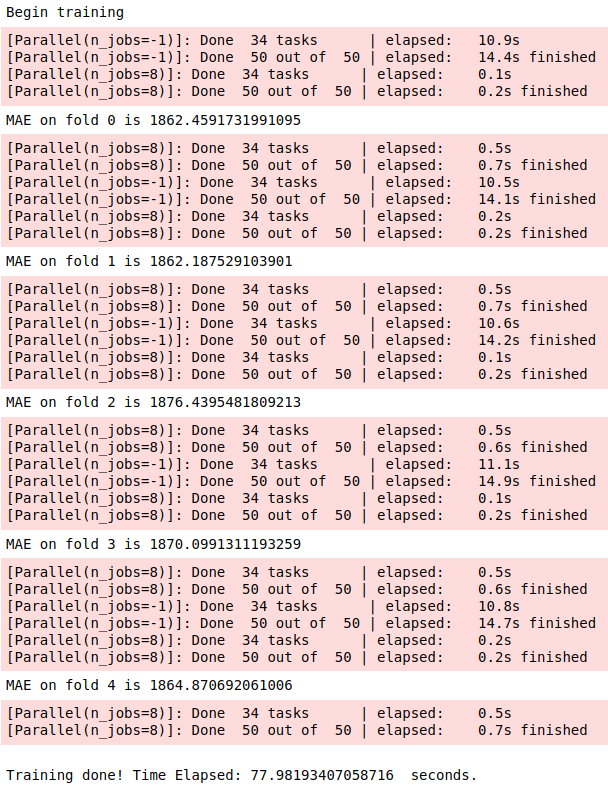 Begin training
[Parallel(n_jobs=-1)]: Done  34 tasks      | elapsed:   10.9s
[Parallel(n_jobs=-1)]: Done  50 out of  50 | elapsed:   14.4s finished
[Parallel(n_jobs=8)]: Done  34 tasks      | elapsed:    0.1s
[Parallel(n_jobs=8)]: Done  50 out of  50 | elapsed:    0.2s finished
MAE on fold 0 is 1862.4591731991095
[Parallel(n_jobs=8)]: Done  34 tasks      | elapsed:    0.5s
[Parallel(n_jobs=8)]: Done  50 out of  50 | elapsed:    0.7s finished
[Parallel(n_jobs=-1)]: Done  34 tasks      | elapsed:   10.5s
[Parallel(n_jobs=-1)]: Done  50 out of  50 | elapsed:   14.1s finished
[Parallel(n_jobs=8)]: Done  34 tasks      | elapsed:    0.2s
[Parallel(n_jobs=8)]: Done  50 out of  50 | elapsed:    0.2s finished
MAE on fold 1 is 1862.187529103901
[Parallel(n_jobs=8)]: Done  34 tasks      | elapsed:    0.5s
[Parallel(n_jobs=8)]: Done  50 out of  50 | elapsed:    0.7s finished
[Parallel(n_jobs=-1)]: Done  34 tasks      | elapsed:   10.6s
[Parallel(n_jobs=-1)]: Done  50 out of  50 | elapsed:   14.2s finished
[Parallel(n_jobs=8)]: Done  34 tasks      | elapsed:    0.1s
[Parallel(n_jobs=8)]: Done  50 out of  50 | elapsed:    0.2s finished
MAE on fold 2 is 1876.4395481809213
[Parallel(n_jobs=8)]: Done  34 tasks      | elapsed:    0.5s
[Parallel(n_jobs=8)]: Done  50 out of  50 | elapsed:    0.6s finished
[Parallel(n_jobs=-1)]: Done  34 tasks      | elapsed:   11.1s
[Parallel(n_jobs=-1)]: Done  50 out of  50 | elapsed:   14.9s finished
[Parallel(n_jobs=8)]: Done  34 tasks      | elapsed:    0.1s
[Parallel(n_jobs=8)]: Done  50 out of  50 | elapsed:    0.2s finished
MAE on fold 3 is 1870.0991311193259
[Parallel(n_jobs=8)]: Done  34 tasks      | elapsed:    0.5s
[Parallel(n_jobs=8)]: Done  50 out of  50 | elapsed:    0.6s finished
[Parallel(n_jobs=-1)]: Done  34 tasks      | elapsed:   10.8s
[Parallel(n_jobs=-1)]: Done  50 out of  50 | elapsed:   14.7s finished
[Parallel(n_jobs=8)]: Done  34 tasks      | elapsed:    0.2s
[Parallel(n_jobs=8)]: Done  50 out of  50 | elapsed:    0.2s finished
MAE on fold 4 is 1864.870692061006
[Parallel(n_jobs=8)]: Done  34 tasks      | elapsed:    0.5s
[Parallel(n_jobs=8)]: Done  50 out of  50 | elapsed:    0.7s finished
Training done! Time Elapsed: 77.98193407058716  seconds.